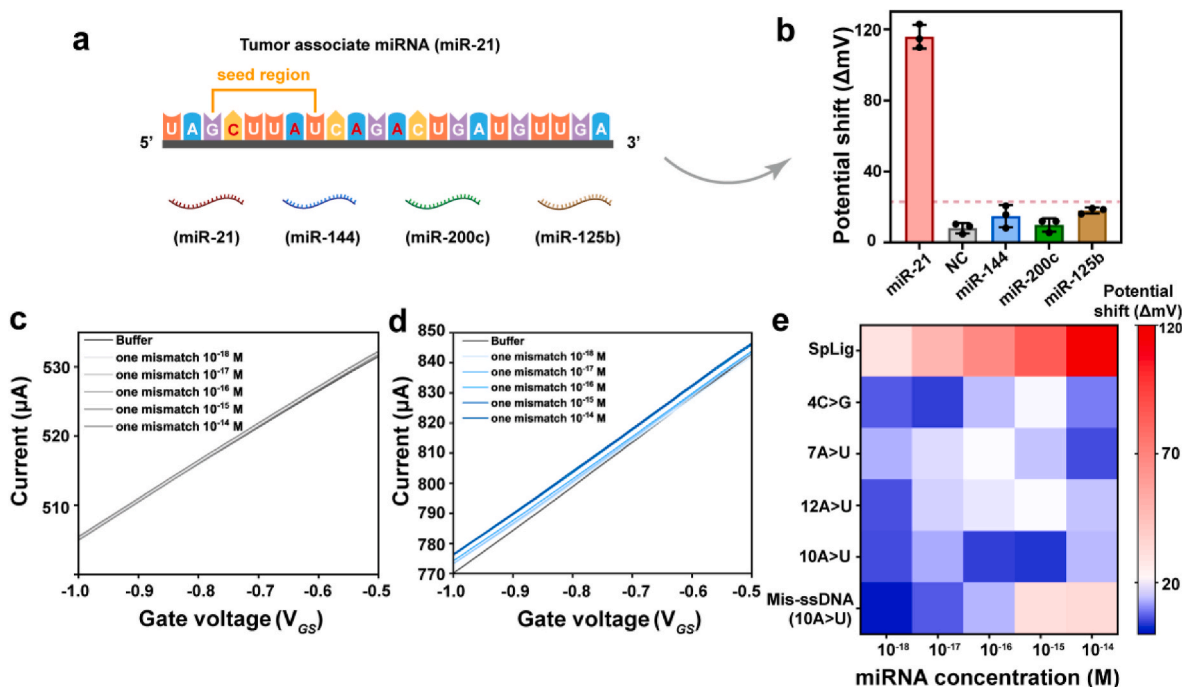 a
Tumor associate miRNA (miR-21)
seed region
U A G C U U A U C A G A C U G A U G U U G A
5’ 3’
(miR-21) (miR-144) (miR-200c) (miR-125b)
b
Potential shift (ΔmV)
120
80
40
0
miR-21 NC miR-144 miR-200c miR-125b
c
Current (µA)
530
520
510
Buffer
one mismatch 10⁻¹⁸ M
one mismatch 10⁻¹⁷ M
one mismatch 10⁻¹⁶ M
one mismatch 10⁻¹⁵ M
one mismatch 10⁻¹⁴ M
-1.0 -0.9 -0.8 -0.7 -0.6 -0.5
Gate voltage (V_GS)
d
Current (µA)
850
840
830
820
810
800
790
780
770
Buffer
one mismatch 10⁻¹⁸ M
one mismatch 10⁻¹⁷ M
one mismatch 10⁻¹⁶ M
one mismatch 10⁻¹⁵ M
one mismatch 10⁻¹⁴ M
-1.0 -0.9 -0.8 -0.7 -0.6 -0.5
Gate voltage (V_GS)
e
Potential
shift (ΔmV)
120
70
20
SpLig
4C>G
7A>U
12A>U
10A>U
Mis-ssDNA
(10A>U)
10⁻¹⁸ 10⁻¹⁷ 10⁻¹⁶ 10⁻¹⁵ 10⁻¹⁴
miRNA concentration (M)